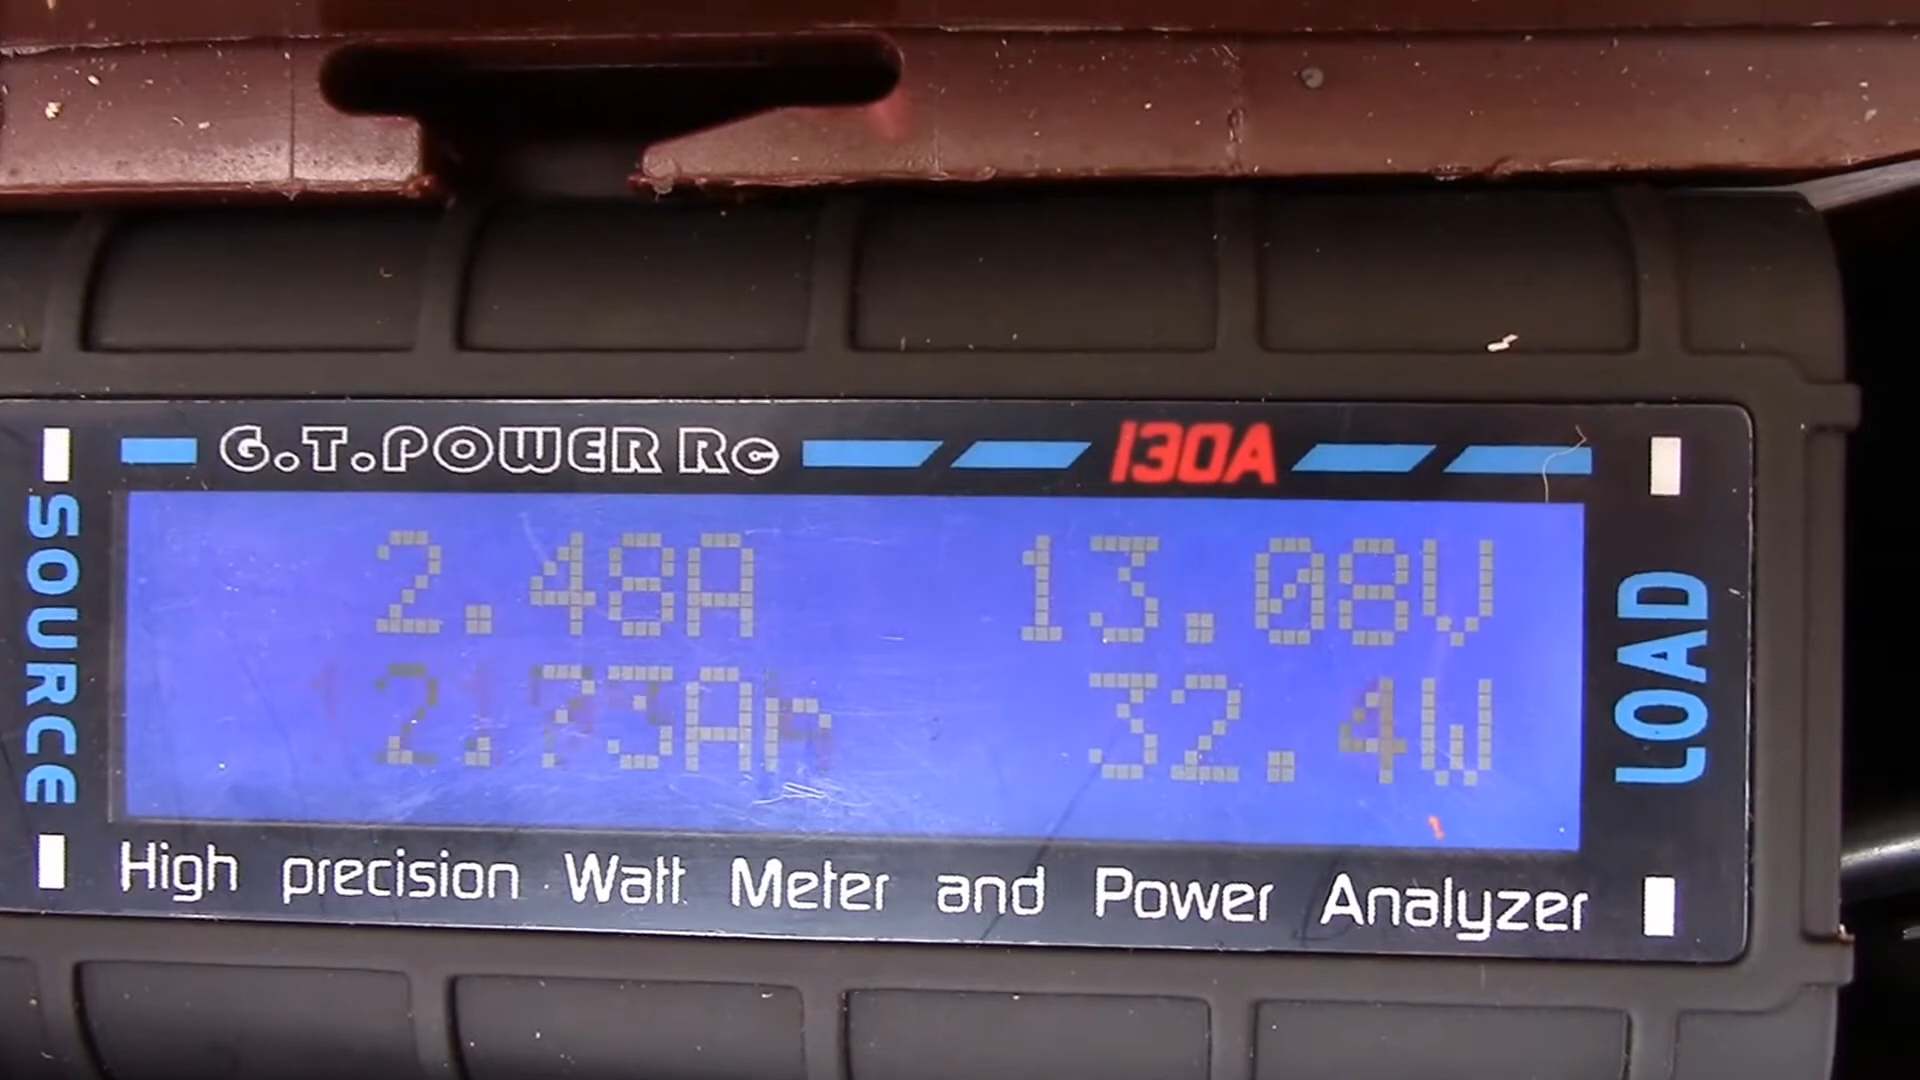 G.T.POWER RC 130A
SOURCE
2.48A 13.08V
2.73Ah 32.4W
LOAD
High precision Watt Meter and Power Analyzer